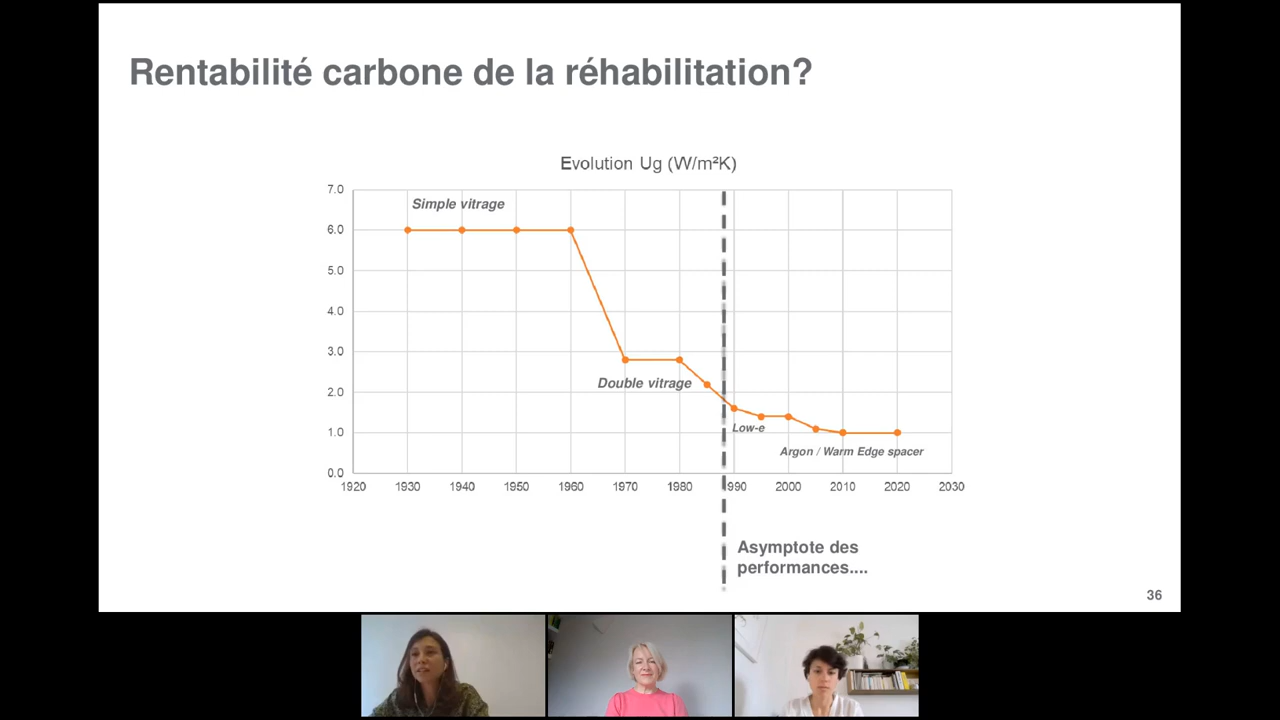 Rentabilité carbone de la réhabilitation?
Evolution Ug (W/m²K)
7.0
6.0
5.0
4.0
3.0
2.0
1.0
0.0
Simple vitrage
Double vitrage
Low-e
Argon / Warm Edge spacer
1920 1930 1940 1950 1960 1970 1980 1990 2000 2010 2020 2030
Asymptote des
performances....
36